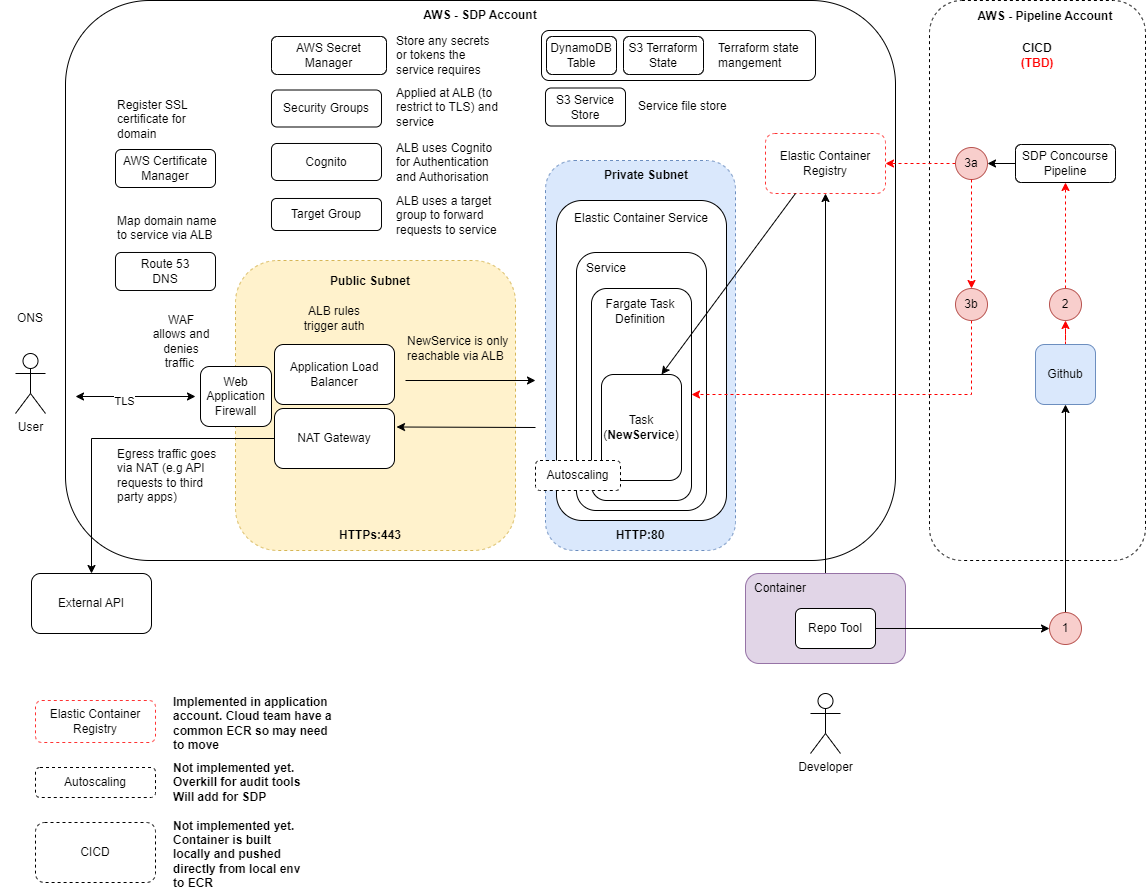 AWS - SDP Account
AWS - Pipeline Account
AWS Secret
Manager
Store any secrets
or tokens the
service requires
DynamoDB
Table
S3 Terraform
State
Terraform state
mangement
CICD
(TBD)
Security Groups
Applied at ALB (to
restrict to TLS) and
service
S3 Service
Store
Service file store
Register SSL
certificate for
domain
AWS Certificate
Manager
Cognito
ALB uses Cognito
for Authentication
and Authorisation
Target Group
ALB uses a target
group to forward
requests to service
Private Subnet
Elastic Container
Registry
3a
SDP Concourse
Pipeline
Map domain name
to service via ALB
Route 53
DNS
Elastic Container Service
Service
Public Subnet
Fargate Task
Definition
3b
2
ONS
WAF
allows and
denies
traffic
ALB rules
trigger auth
NewService is only
reachable via ALB
Application Load
Balancer
Web
Application
Firewall
Github
TLS
User
NAT Gateway
Task
(NewService)
Egress traffic goes
via NAT (e.g API
requests to third
party apps)
Autoscaling
HTTPs:443
HTTP:80
External API
Container
Repo Tool
1
Developer
Elastic Container
Registry
Implemented in application
account. Cloud team have a
common ECR so may need
to move
Autoscaling
Not implemented yet.
Overkill for audit tools
Will add for SDP
CICD
Not implemented yet.
Container is built
locally and pushed
directly from local env
to ECR